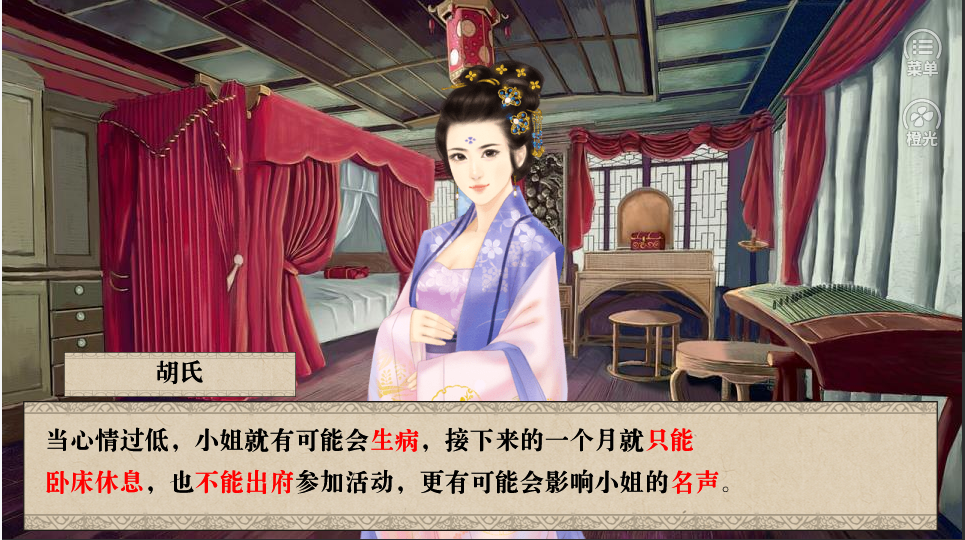 菜单
橙光
胡氏
当心情过低，小姐就有可能会生病，接下来的一个月就只能
卧床休息，也不能出府参加活动，更有可能会影响小姐的名声。